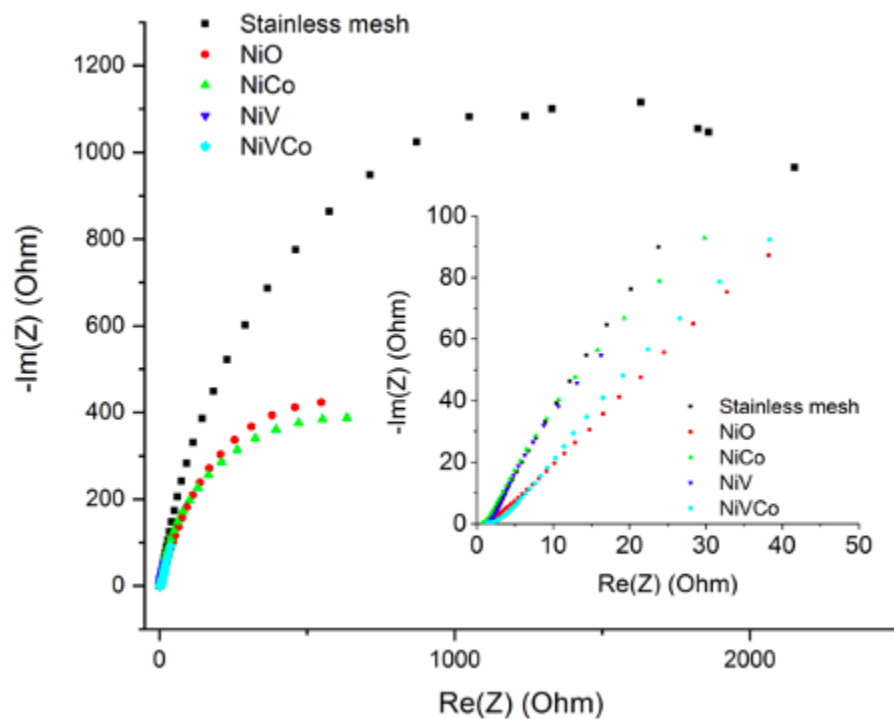 Stainless mesh
NiO
NiCo
NiV
NiVCo
1200
1000
800
600
400
200
0
-Im(Z) (Ohm)
0
1000
2000
Re(Z) (Ohm)
100
80
60
40
20
0
-Im(Z) (Ohm)
Stainless mesh
NiO
NiCo
NiV
NiVCo
0
10
20
30
40
50
Re(Z) (Ohm)